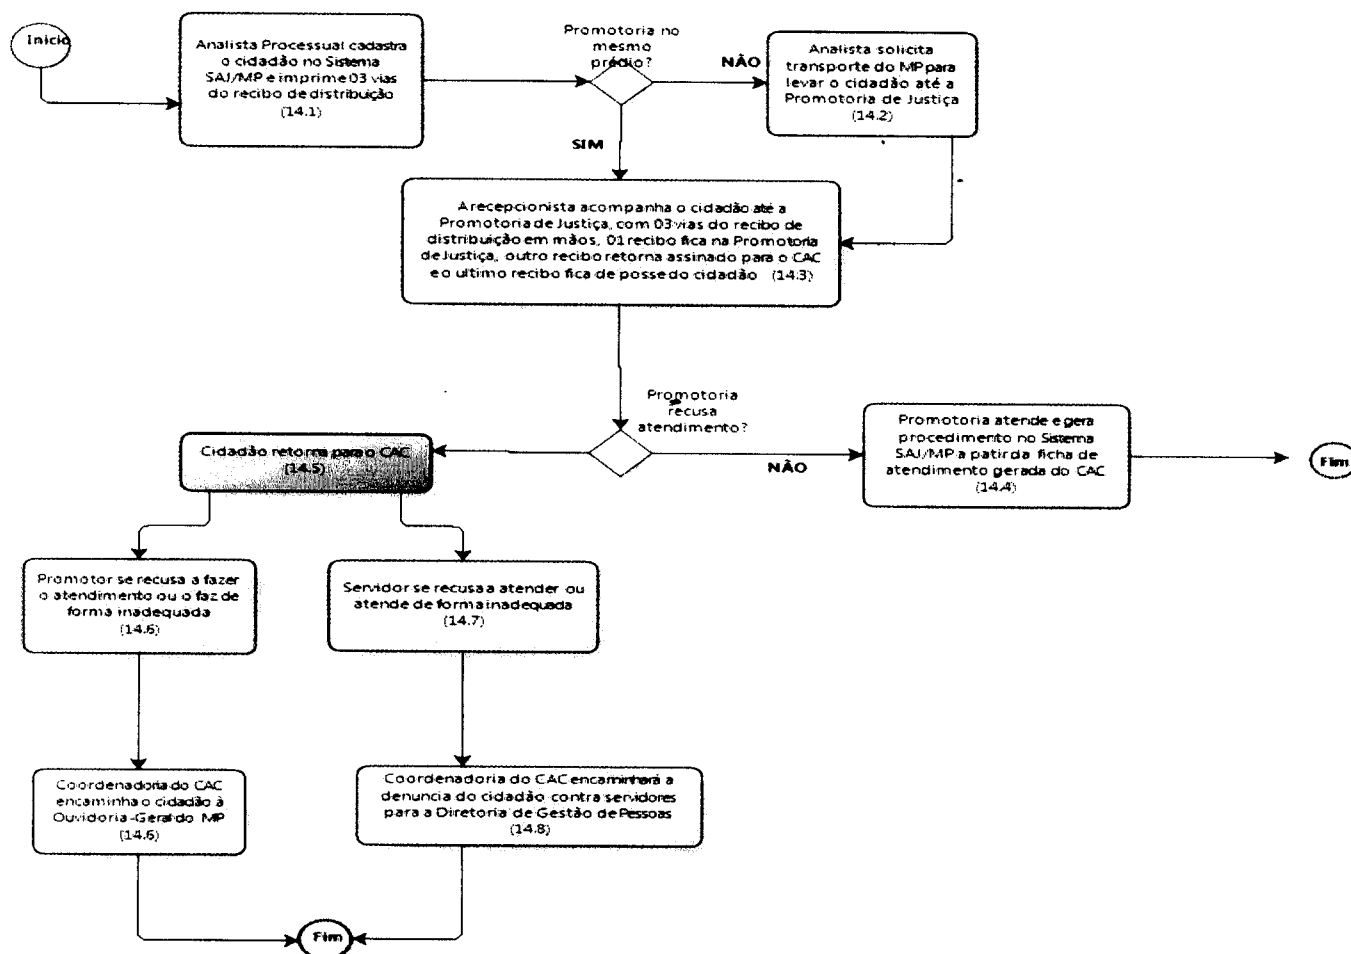 Inicio
Analista Processual cadastra
o cidadão no Sistema
SAJ/MP e imprime 03 vias
do recibo de distribuição
(14.1)
Promotoria no
mesmo
prédio?
NÃO
Analista solicita
transporte do MP para
levar o cidadão até a
Promotoria de Justiça
(14.2)
SIM
A recepcionista acompanha o cidadão até a
Promotoria de Justiça, com 03 vias do recibo de
distribuição em mãos, 01 recibo fica na Promotoria
de Justiça, outro recibo retorna assinado para o CAC
e o ultimo recibo fica de posse do cidadão (14.3)
Promotoria
recusa
atendimento?
NÃO
Promotoria atende e gera
procedimento no Sistema
SAJ/MP a patir da ficha de
atendimento gerada do CAC
(14.4)
Fim
Cidadão retorna para o CAC
(14.5)
Promotor se recusa a fazer
o atendimento ou o faz de
forma inadequada
(14.6)
Servidor se recusa a atender ou
atende de forma inadequada
(14.7)
Coordenadoria do CAC
encaminha o cidadão à
Ouvidoria-Geral do MP
(14.6)
Coordenadoria do CAC encaminhará a
denuncia do cidadão contra servidores
para a Diretoria de Gestão de Pessoas
(14.8)
Fim